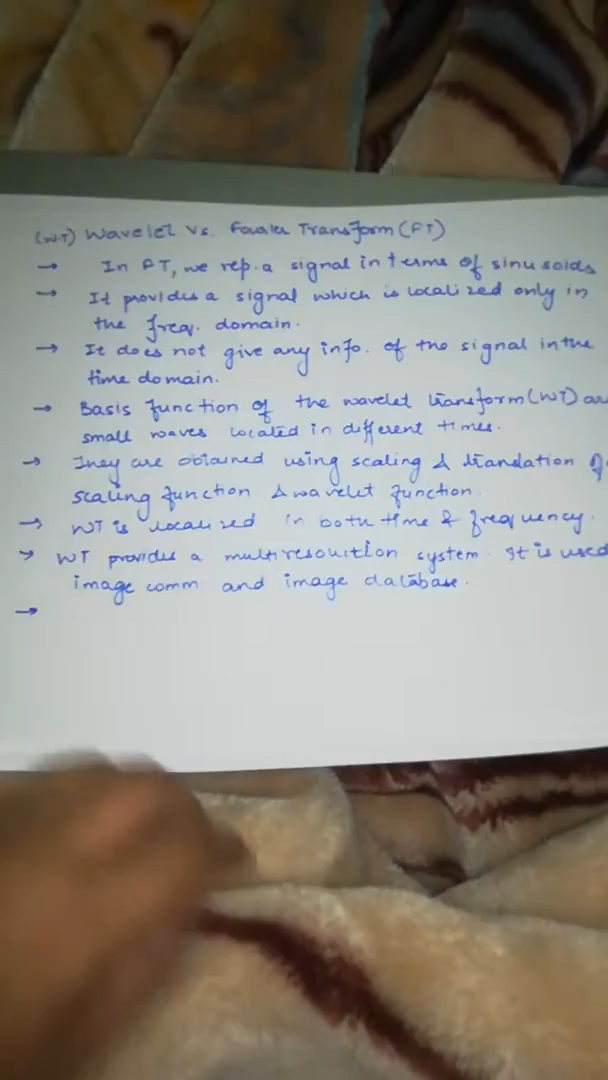 (WT) Wavelet Vs. Fourier Transform (FT)
→ In FT, we rep. a signal in terms of sinusoids
→ It provides a signal which is localized only in
the freq. domain.
→ It does not give any info. of the signal in the
time domain.
→ Basis function of the wavelet transform (WT) are
small waves located in different times.
→ They are obtained using scaling & translation of
scaling function & wavelet function.
→ WT is localized in both time & frequency.
→ WT provides a multiresolution system. It is used
image comm and image database.
→